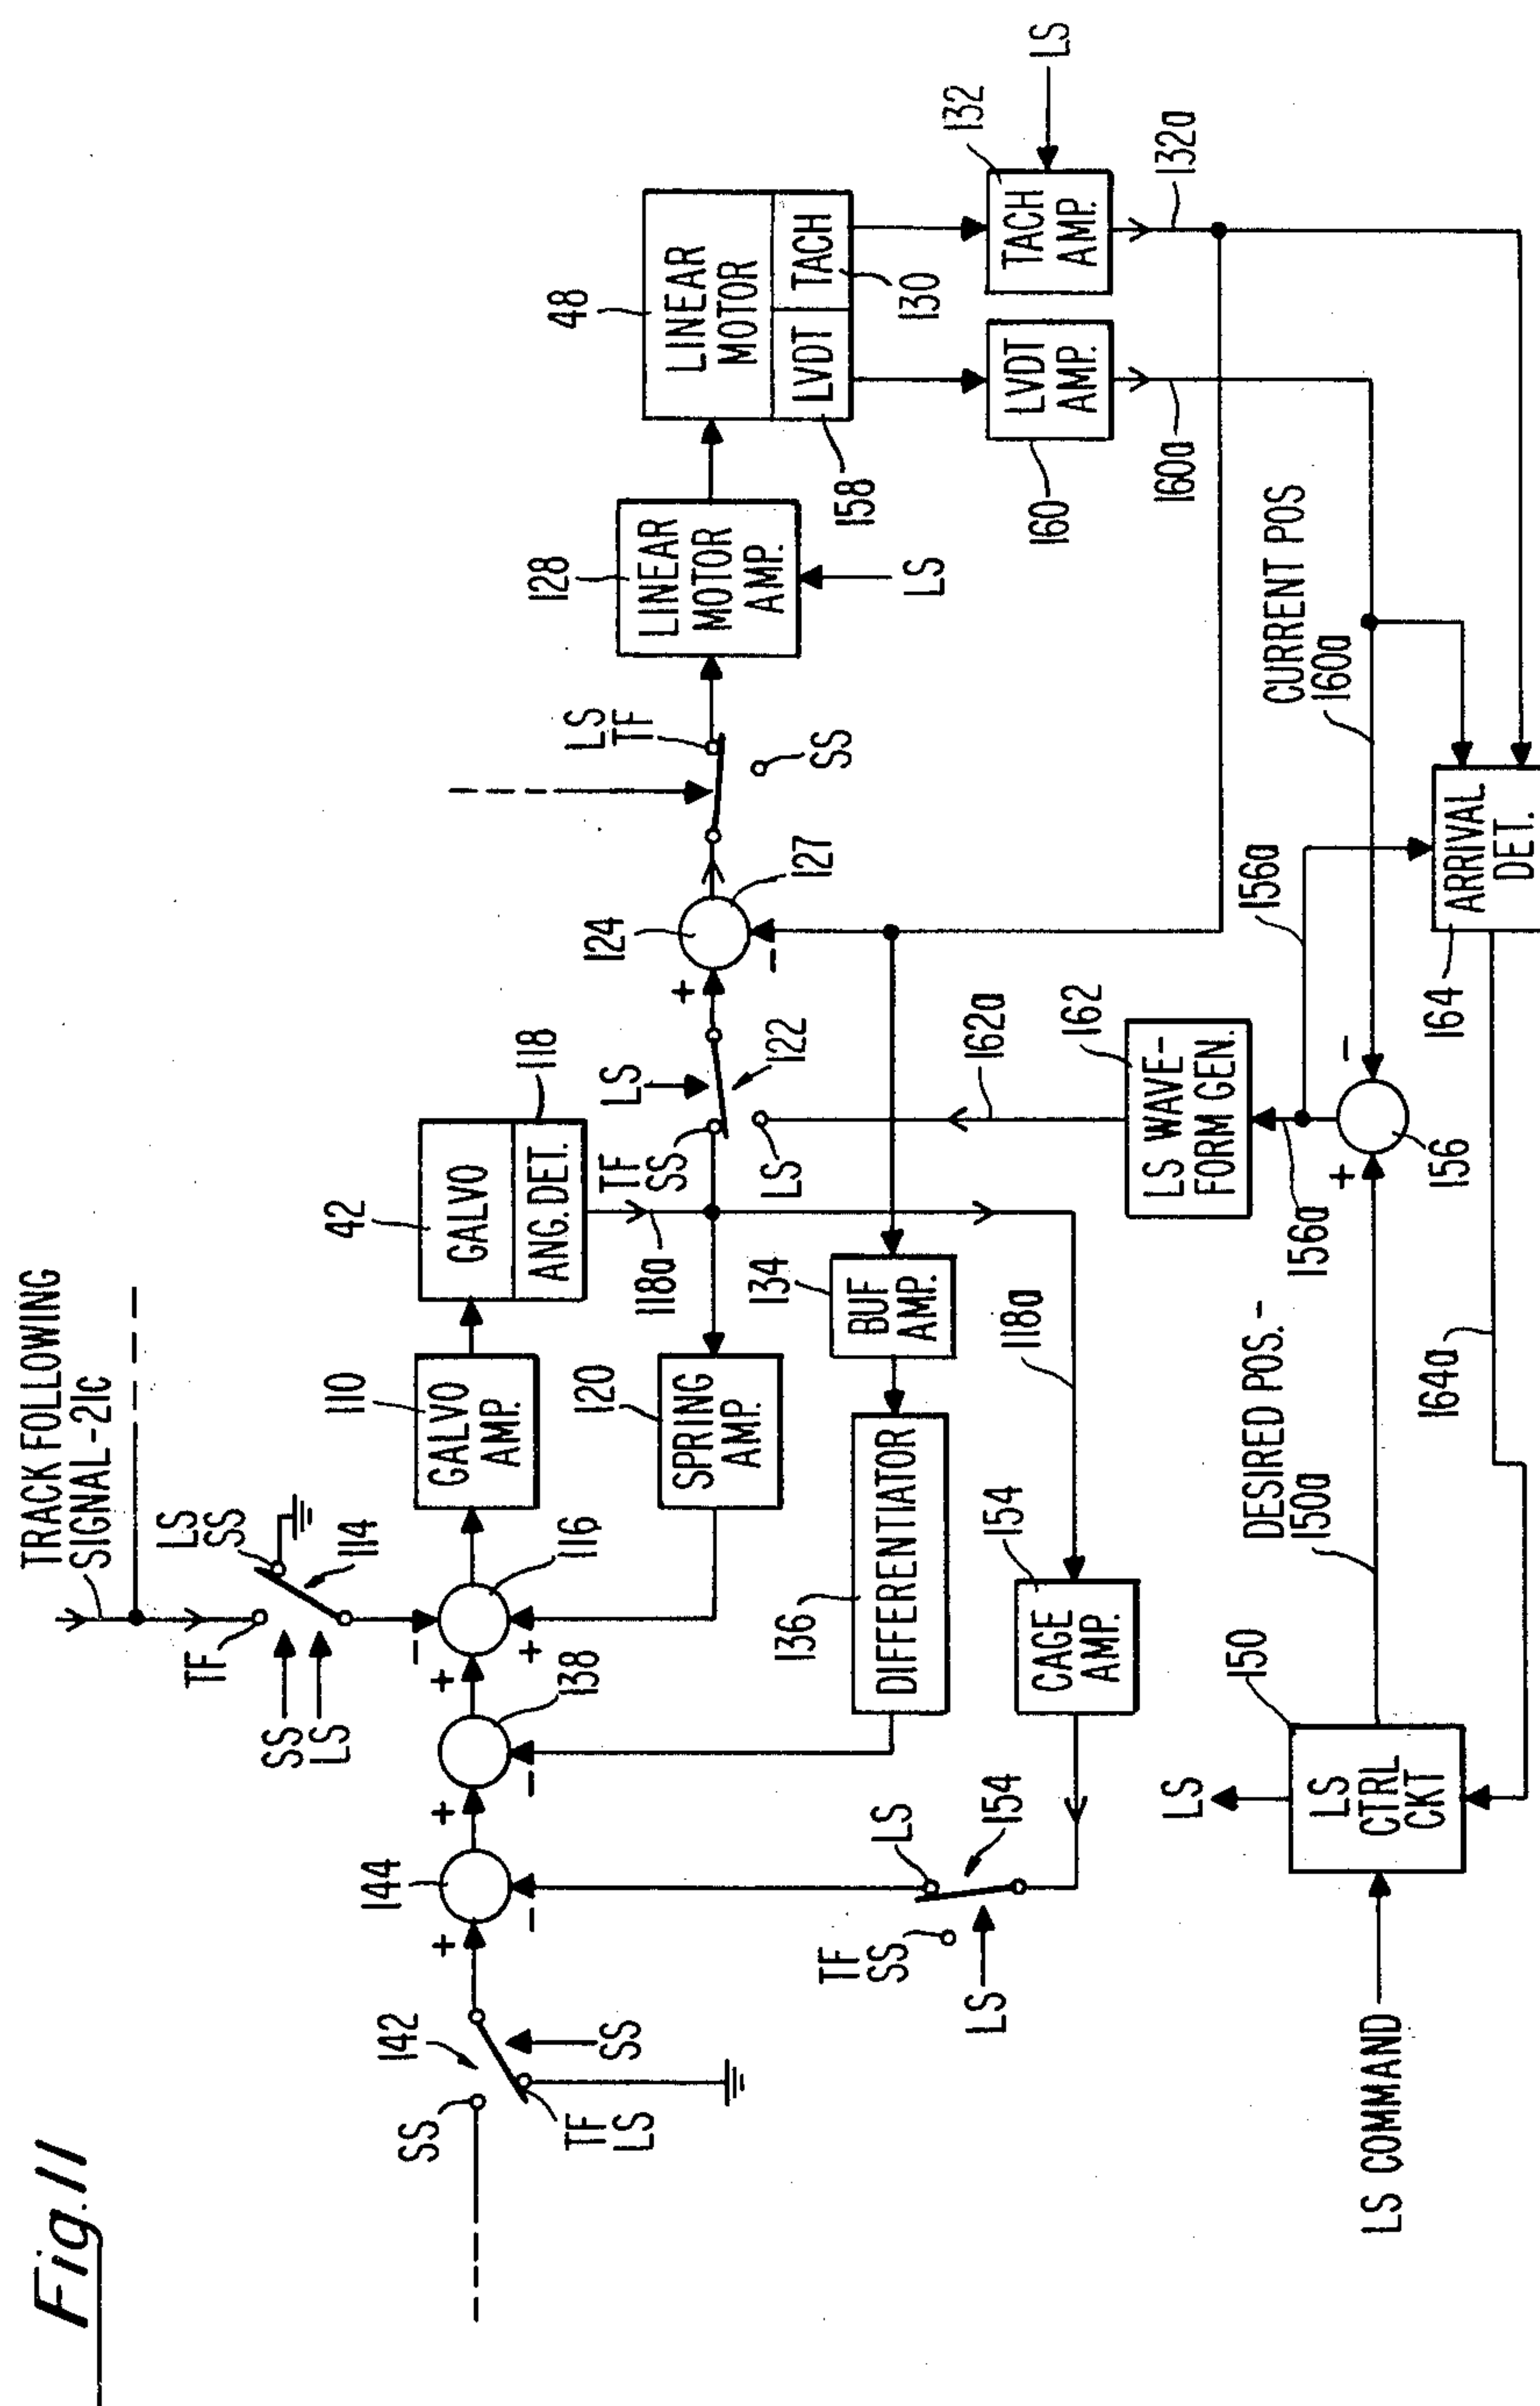 Fig. 11
TRACK FOLLOWING
SIGNAL-21c
TF
LS
SS
114
SS
LS
SS
142
SS
TF
LS
+
144
-
+
138
-
+
-
+
116
110
GALVO
AMP.
42
GALVO
ANG. DET.
118
118a
120
SPRING
AMP.
TF
SS
LS
LS
122
+
124
-
127
LS
TF
SS
128
LINEAR
MOTOR
AMP.
LS
48
LINEAR
MOTOR
LVDT
TACH
158
130
132
TACH
AMP.
LS
132a
160
LVDT
AMP.
160a
134
BUF
AMP.
136
DIFFERENTIATOR
118a
154
CAGE
AMP.
LS
154
TF
SS
LS
162a
162
LS WAVE-
FORM GEN.
156a
156a
+
-
156
CURRENT POS
160a
164
ARRIVAL
DET.
164a
DESIRED POS.-
150a
150
LS
CTRL
CKT
LS
LS COMMAND